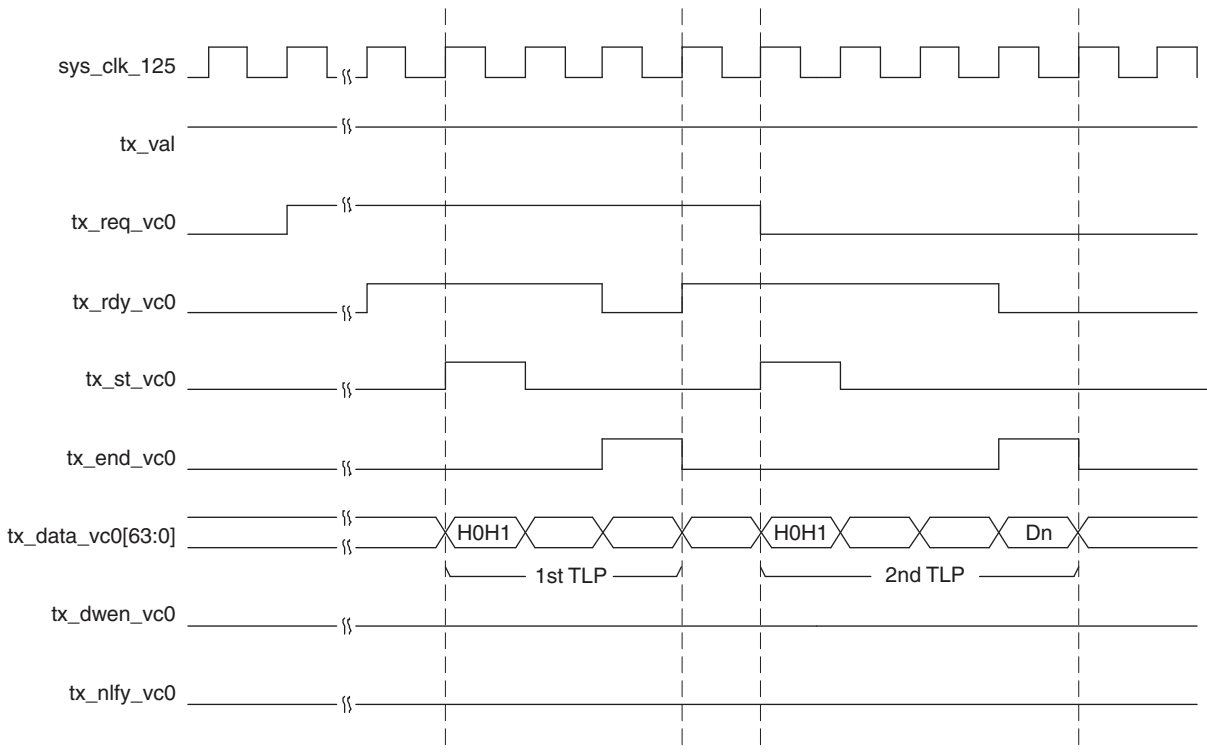 sys_clk_125
tx_val
tx_req_vc0
tx_rdy_vc0
tx_st_vc0
tx_end_vc0
tx_data_vc0[63:0]
H0H1
H0H1
Dn
1st TLP
2nd TLP
tx_dwen_vc0
tx_nlfy_vc0